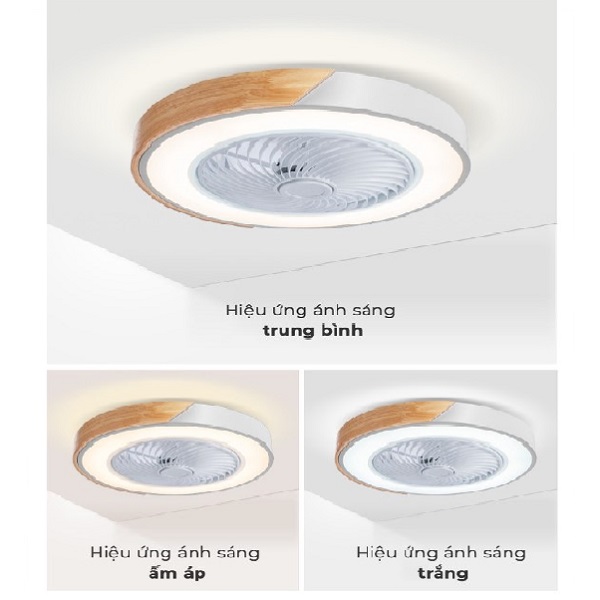 Hiệu ứng ánh sáng
trung bình
Hiệu ứng ánh sáng
ấm áp
Hiệu ứng ánh sáng
trắng